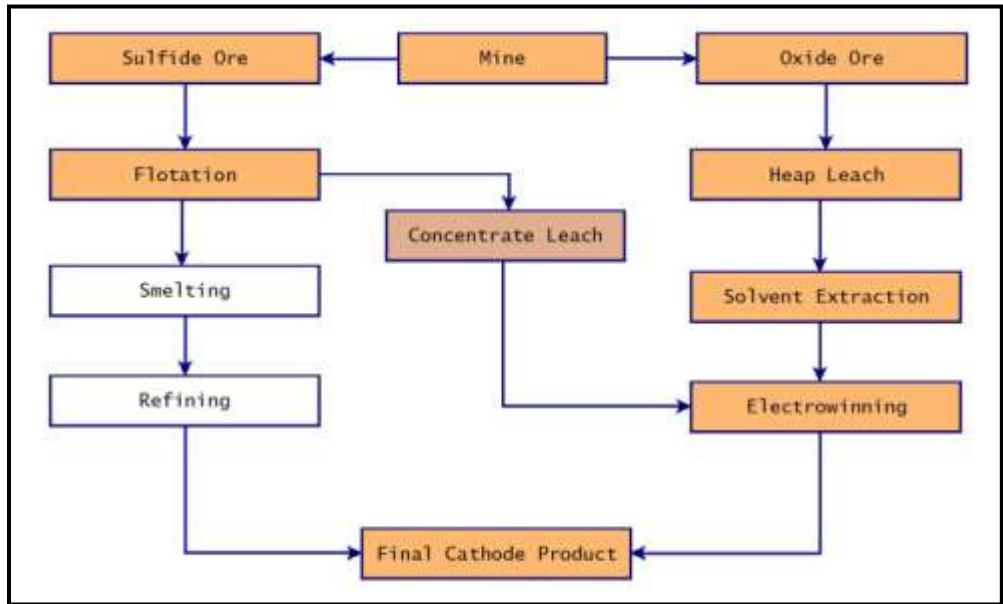 Sulfide Ore
Mine
Oxide Ore
Flotation
Heap Leach
Concentrate Leach
Smelting
Solvent Extraction
Refining
Electrowinning
Final Cathode Product